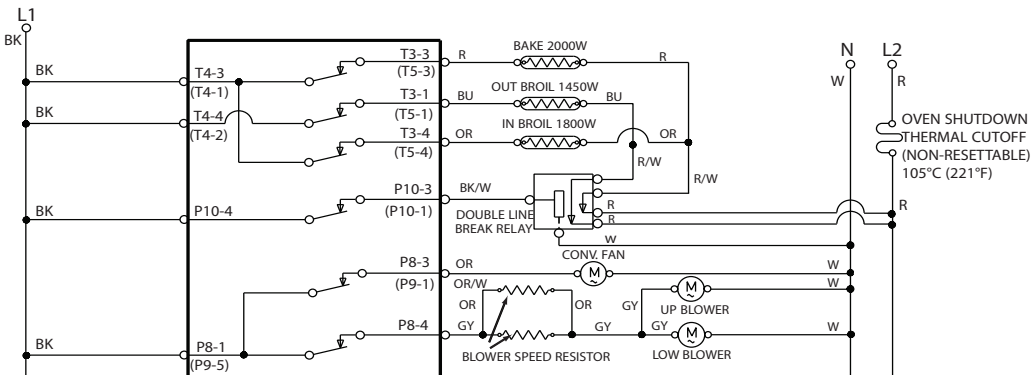 L1
BK
N
L2
W
R
BAKE 2000W
T3-3
(T5-3)
R
R
BK
T4-3
(T4-1)
OUT BROIL 1450W
T3-1
(T5-1)
BU
BU
BK
T4-4
(T4-2)
IN BROIL 1800W
T3-4
(T5-4)
OR
OR
OVEN SHUTDOWN
THERMAL CUTOFF
(NON-RESETTABLE)
105°C (221°F)
R/W
R/W
P10-3
(P10-1)
BK/W
BK
P10-4
DOUBLE LINE
BREAK RELAY
R
R
R
W
CONV. FAN
P8-3
(P9-1)
OR
M
W
OR/W
OR
OR
GY
M
W
UP BLOWER
P8-4
GY
GY
GY
M
W
BK
P8-1
(P9-5)
BLOWER SPEED RESISTOR
LOW BLOWER